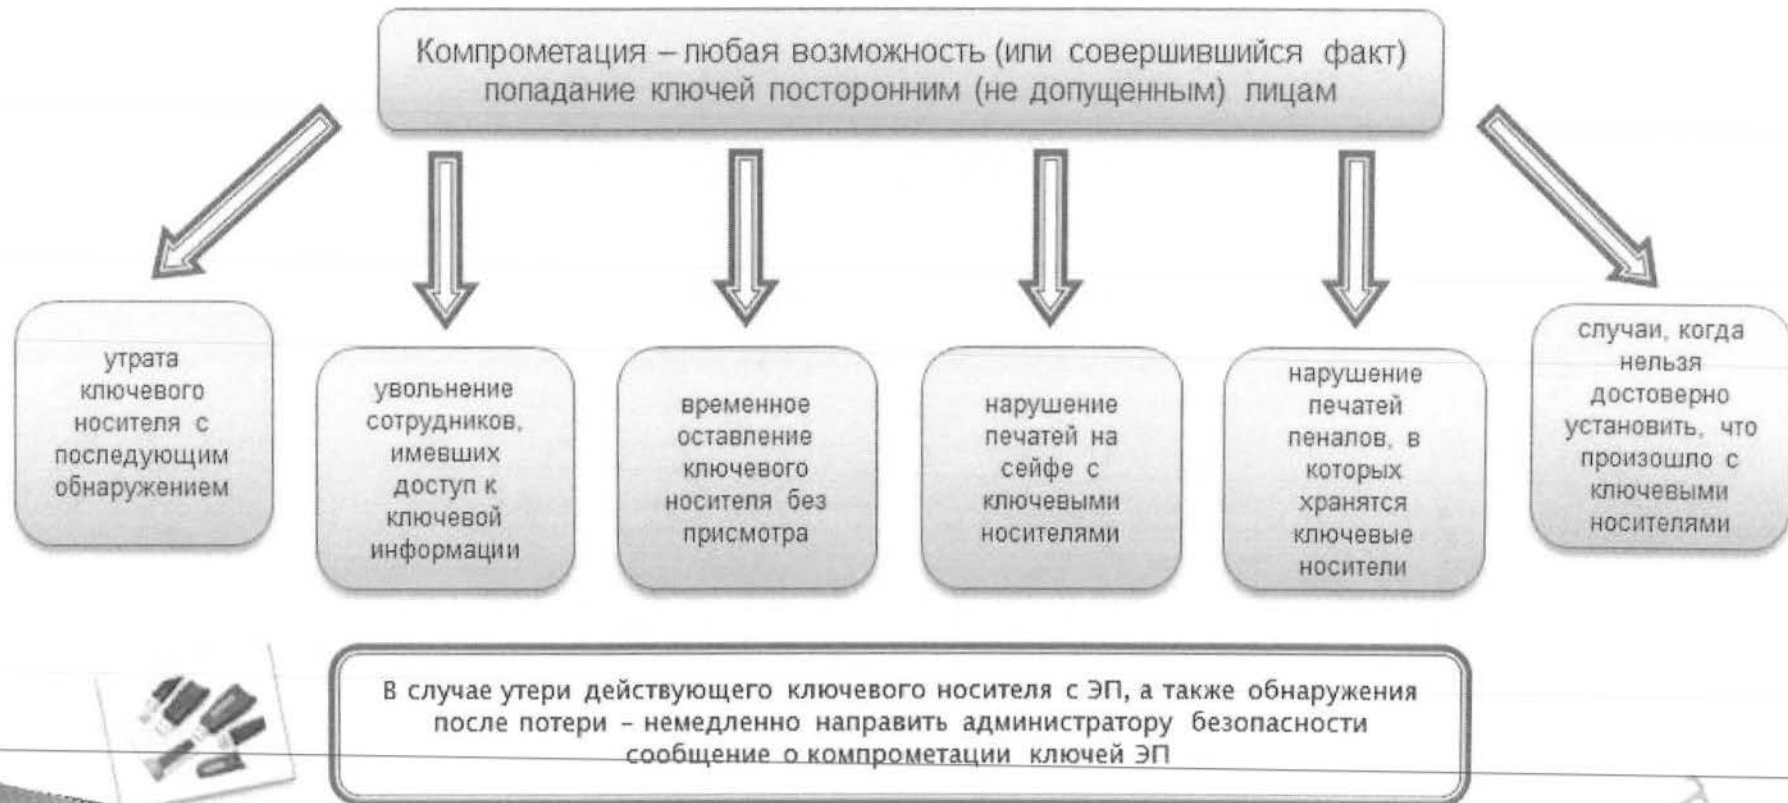 Компрометация – любая возможность (или совершившийся факт)
попадание ключей посторонним (не допущенным) лицам
утрата
ключевого
носителя с
последующим
обнаружением
увольнение
сотрудников,
имевших
доступ к
ключевой
информации
временное
оставление
ключевого
носителя без
присмотра
нарушение
печатей на
сейфе с
ключевыми
носителями
нарушение
печатей
пеналов, в
которых
хранятся
ключевые
носители
случаи, когда
нельзя
достоверно
установить, что
произошло с
ключевыми
носителями
В случае утери действующего ключевого носителя с ЭП, а также обнаружения
после потери – немедленно направить администратору безопасности
сообщение о компрометации ключей ЭП